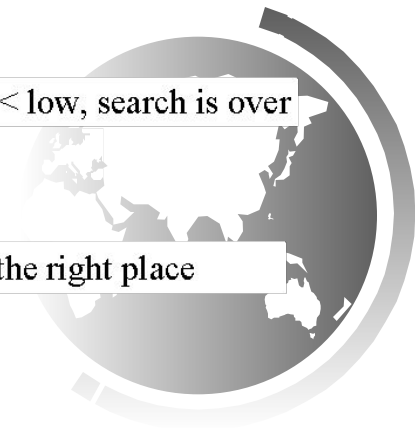 < low, search is over
the right place